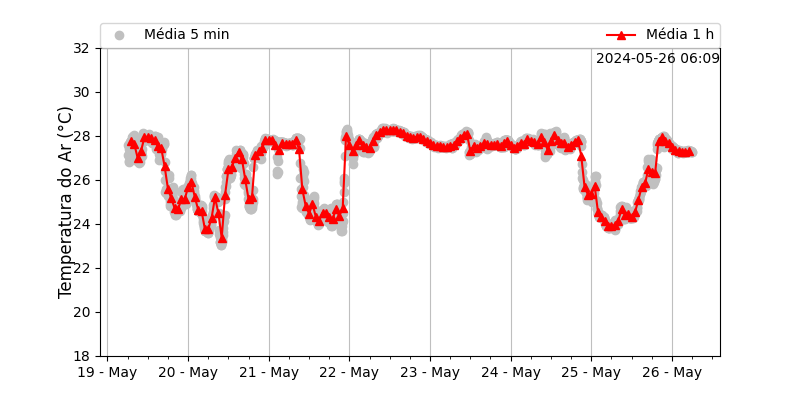 Média 5 min
Média 1 h
2024-05-26 06:09
Temperatura do Ar (°C)
32
30
28
26
24
22
20
18
19 - May
20 - May
21 - May
22 - May
23 - May
24 - May
25 - May
26 - May